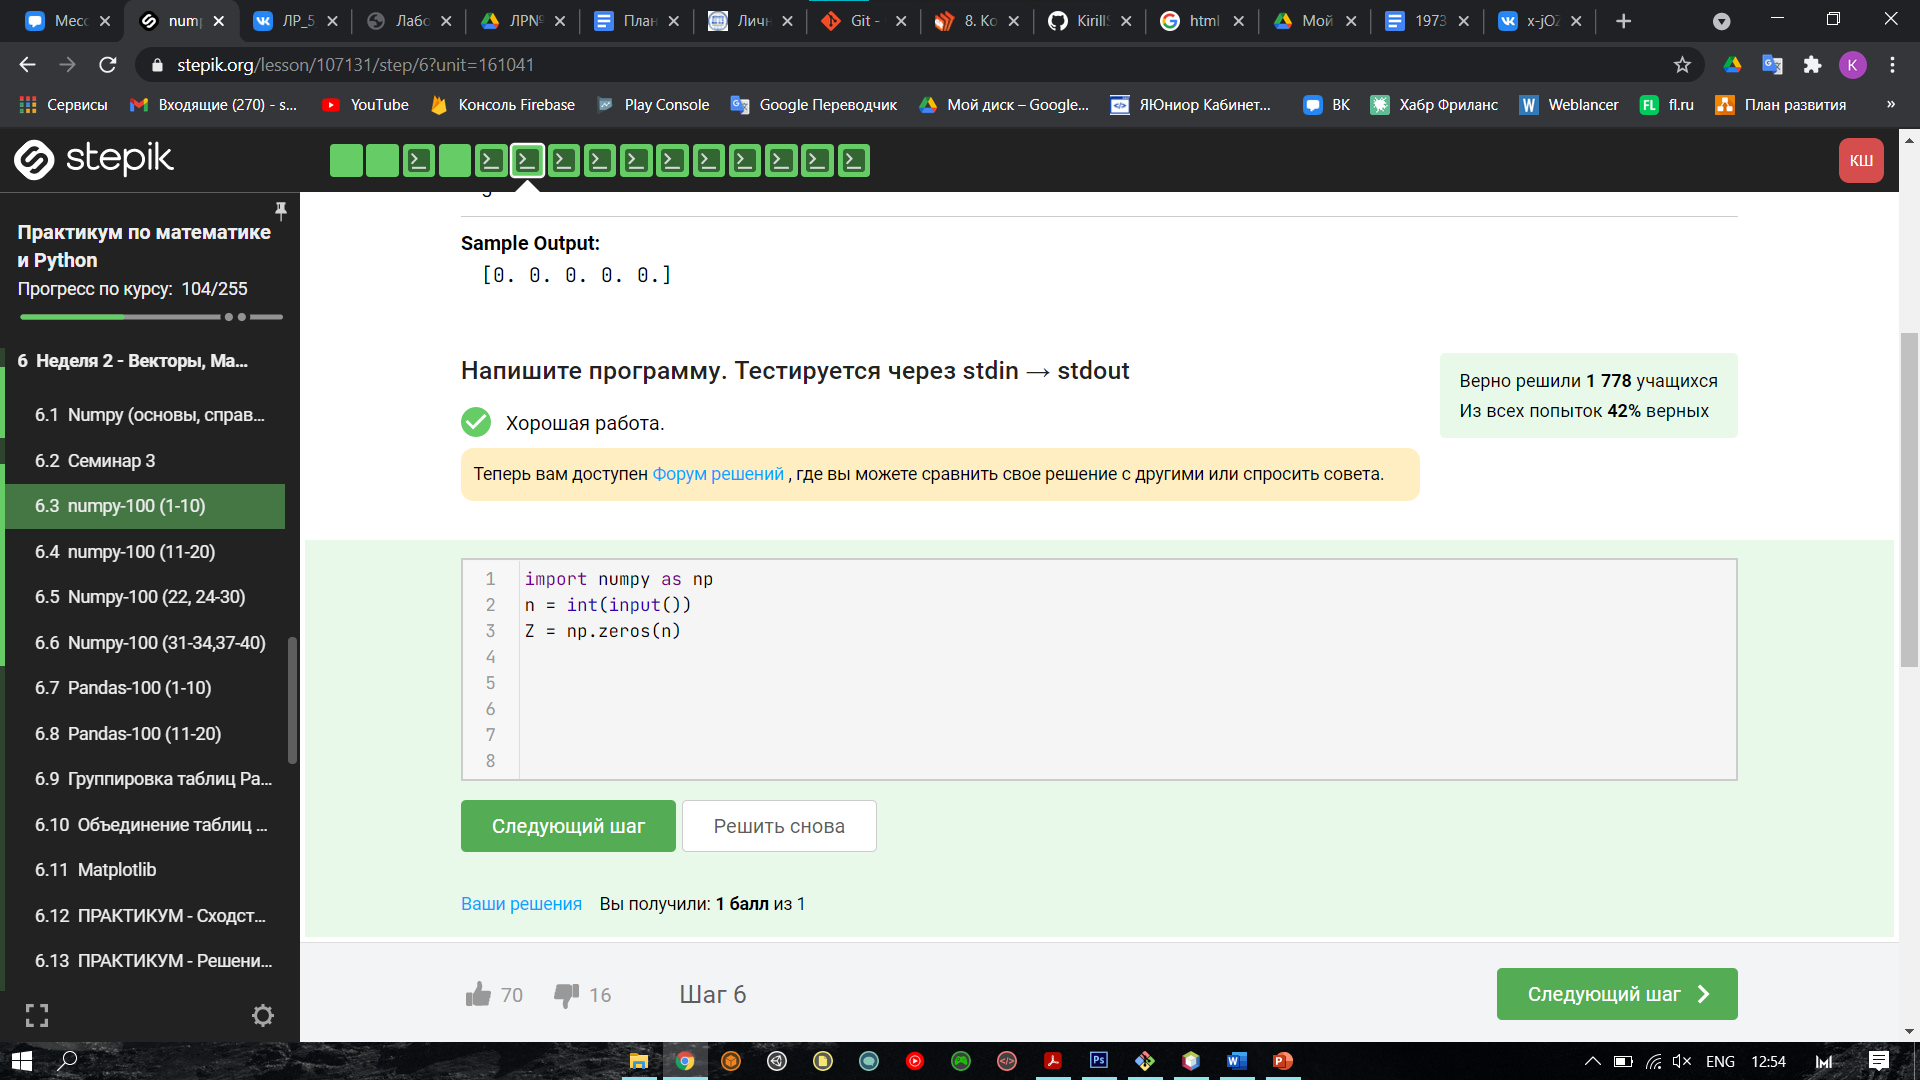 Месс
nump
ЛР_5
Лабо
ЛР№
План
Личн
Git -
8. Ко
Kirill
html
Мой
1973
x-jO
stepik.org/lesson/107131/step/6?unit=161041
K
Сервисы
Входящие (270) - s...
YouTube
Консоль Firebase
Play Console
Google Переводчик
Мой диск – Google...
ЯЮниор Кабинет...
ВК
Хабр Фриланс
Weblancer
fl.ru
План развития
»
stepik
КШ
Практикум по математике
и Python
Прогресс по курсу: 104/255
6 Неделя 2 - Векторы, Ма...
6.1 Numpy (основы, справ...
6.2 Семинар 3
6.3 numpy-100 (1-10)
6.4 numpy-100 (11-20)
6.5 Numpy-100 (22, 24-30)
6.6 Numpy-100 (31-34,37-40)
6.7 Pandas-100 (1-10)
6.8 Pandas-100 (11-20)
6.9 Группировка таблиц Pa...
6.10 Объединение таблиц ...
6.11 Matplotlib
6.12 ПРАКТИКУМ - Сходст...
6.13 ПРАКТИКУМ - Решени...
Sample Output:
[0. 0. 0. 0. 0.]
Напишите программу. Тестируется через stdin → stdout
Верно решили 1 778 учащихся
Из всех попыток 42% верных
Хорошая работа.
Теперь вам доступен Форум решений , где вы можете сравнить свое решение с другими или спросить совета.
1 import numpy as np
2 n = int(input())
3 Z = np.zeros(n)
4
5
6
7
8
Следующий шаг
Решить снова
Ваши решения Вы получили: 1 балл из 1
70
16
Шаг 6
Следующий шаг
ENG
12:54